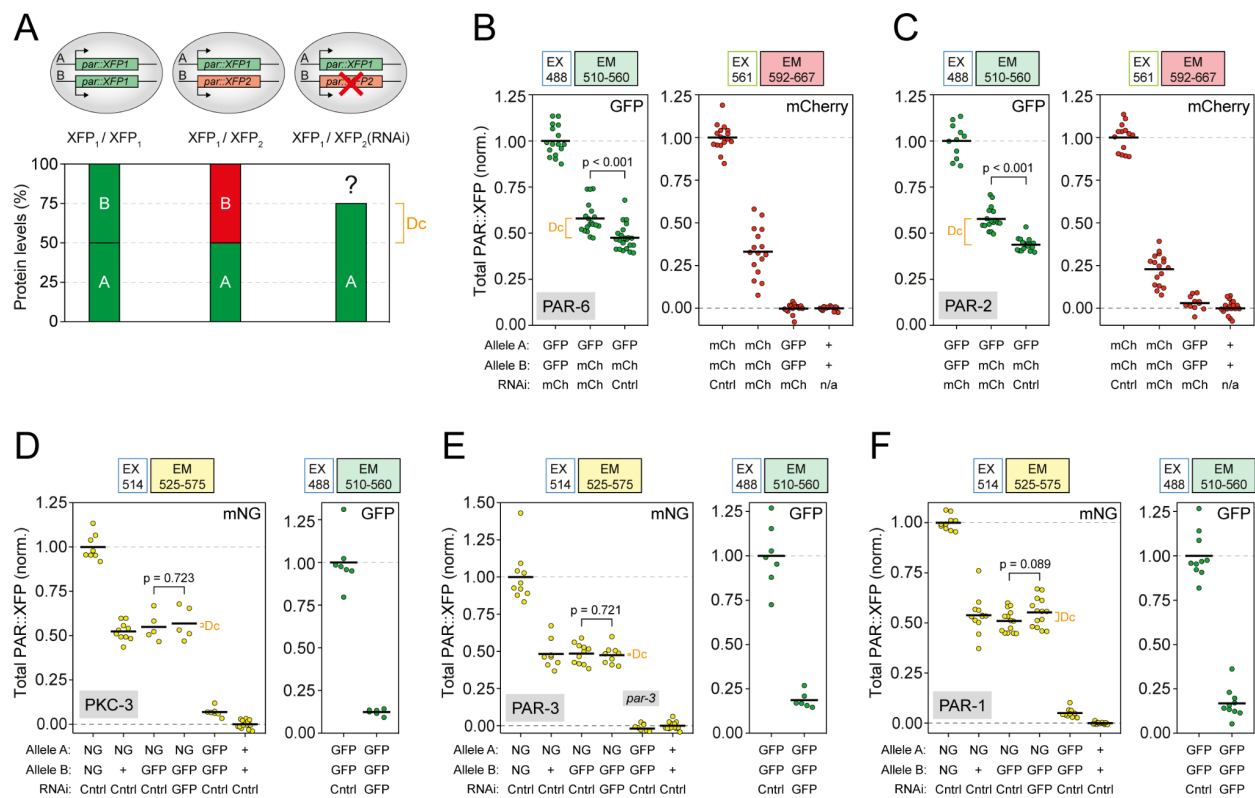 A
A
B
par::XFP1
par::XFP1
A
B
par::XFP1
par::XFP2
A
B
par::XFP1
par::XFP2
XFP1 / XFP1
XFP1 / XFP2
XFP1 / XFP2(RNAi)
Protein levels (%)
100
75
50
25
0
B
A
B
A
?
A
Dc
B
EX
488
EM
510-560
EX
561
EM
592-667
Total PAR::XFP (norm.)
1.25
1.00
0.75
0.50
0.25
0.00
GFP
p < 0.001
Dc
PAR-6
1.25
1.00
0.75
0.50
0.25
0.00
mCherry
Allele A: GFP GFP GFP mCh mCh GFP +
Allele B: GFP mCh mCh mCh mCh GFP +
RNAi: mCh mCh Cntrl Cntrl mCh mCh n/a
C
EX
488
EM
510-560
EX
561
EM
592-667
1.25
1.00
0.75
0.50
0.25
0.00
GFP
p < 0.001
Dc
PAR-2
1.25
1.00
0.75
0.50
0.25
0.00
mCherry
GFP GFP GFP mCh mCh GFP +
GFP mCh mCh mCh mCh GFP +
mCh mCh Cntrl Cntrl mCh mCh n/a
D
EX
514
EM
525-575
EX
488
EM
510-560
Total PAR::XFP (norm.)
1.25
1.00
0.75
0.50
0.25
0.00
mNG
p = 0.723
Dc
PKC-3
1.25
1.00
0.75
0.50
0.25
0.00
GFP
Allele A: NG NG NG NG GFP + GFP GFP
Allele B: NG + GFP GFP GFP + GFP GFP
RNAi: Cntrl Cntrl Cntrl GFP Cntrl Cntrl Cntrl GFP
E
EX
514
EM
525-575
EX
488
EM
510-560
Total PAR::XFP (norm.)
1.50
1.25
1.00
0.75
0.50
0.25
0.00
mNG
p = 0.721
Dc
par-3
PAR-3
1.25
1.00
0.75
0.50
0.25
0.00
GFP
Allele A: NG NG NG NG GFP + GFP GFP
Allele B: NG + GFP GFP GFP + GFP GFP
RNAi: Cntrl Cntrl Cntrl GFP Cntrl Cntrl Cntrl GFP
F
EX
514
EM
525-575
EX
488
EM
510-560
Total PAR::XFP (norm.)
1.00
0.75
0.50
0.25
0.00
mNG
p = 0.089
Dc
PAR-1
1.25
1.00
0.75
0.50
0.25
0.00
GFP
Allele A: NG NG NG NG GFP + GFP GFP
Allele B: NG + GFP GFP GFP + GFP GFP
RNAi: Cntrl Cntrl Cntrl GFP Cntrl Cntrl Cntrl GFP